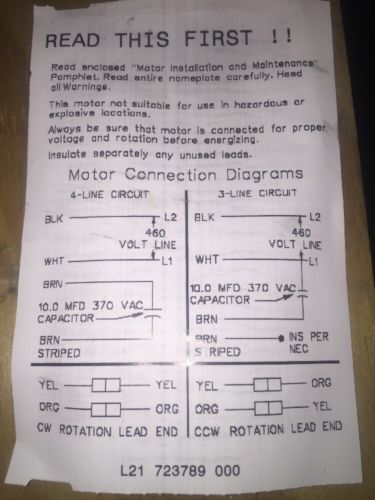 READ THIS FIRST !!
Read enclosed "Motor Installation and Maintenance"
Pamphlet. Read entire nameplate carefully. Heed
all Warnings.
This motor not suitable for use in hazardous or
explosive locations.
Always be sure that motor is connected for proper
voltage and rotation before energizing.
Insulate separately any unused leads.
Motor Connection Diagrams
4-LINE CIRCUIT
BLK L2
460
VOLT LINE
WHT L1
BRN
10.0 MFD 370 VAC
CAPACITOR
BRN
STRIPED
3-LINE CIRCUIT
BLK L2
460
VOLT LINE
WHT L1
10.0 MFD 370 VAC
CAPACITOR
BRN
BRN INS PER
STRIPED NEC
YEL YEL
ORG ORG
CW ROTATION LEAD END
YEL ORG
ORG YEL
CCW ROTATION LEAD END
L21 723789 000